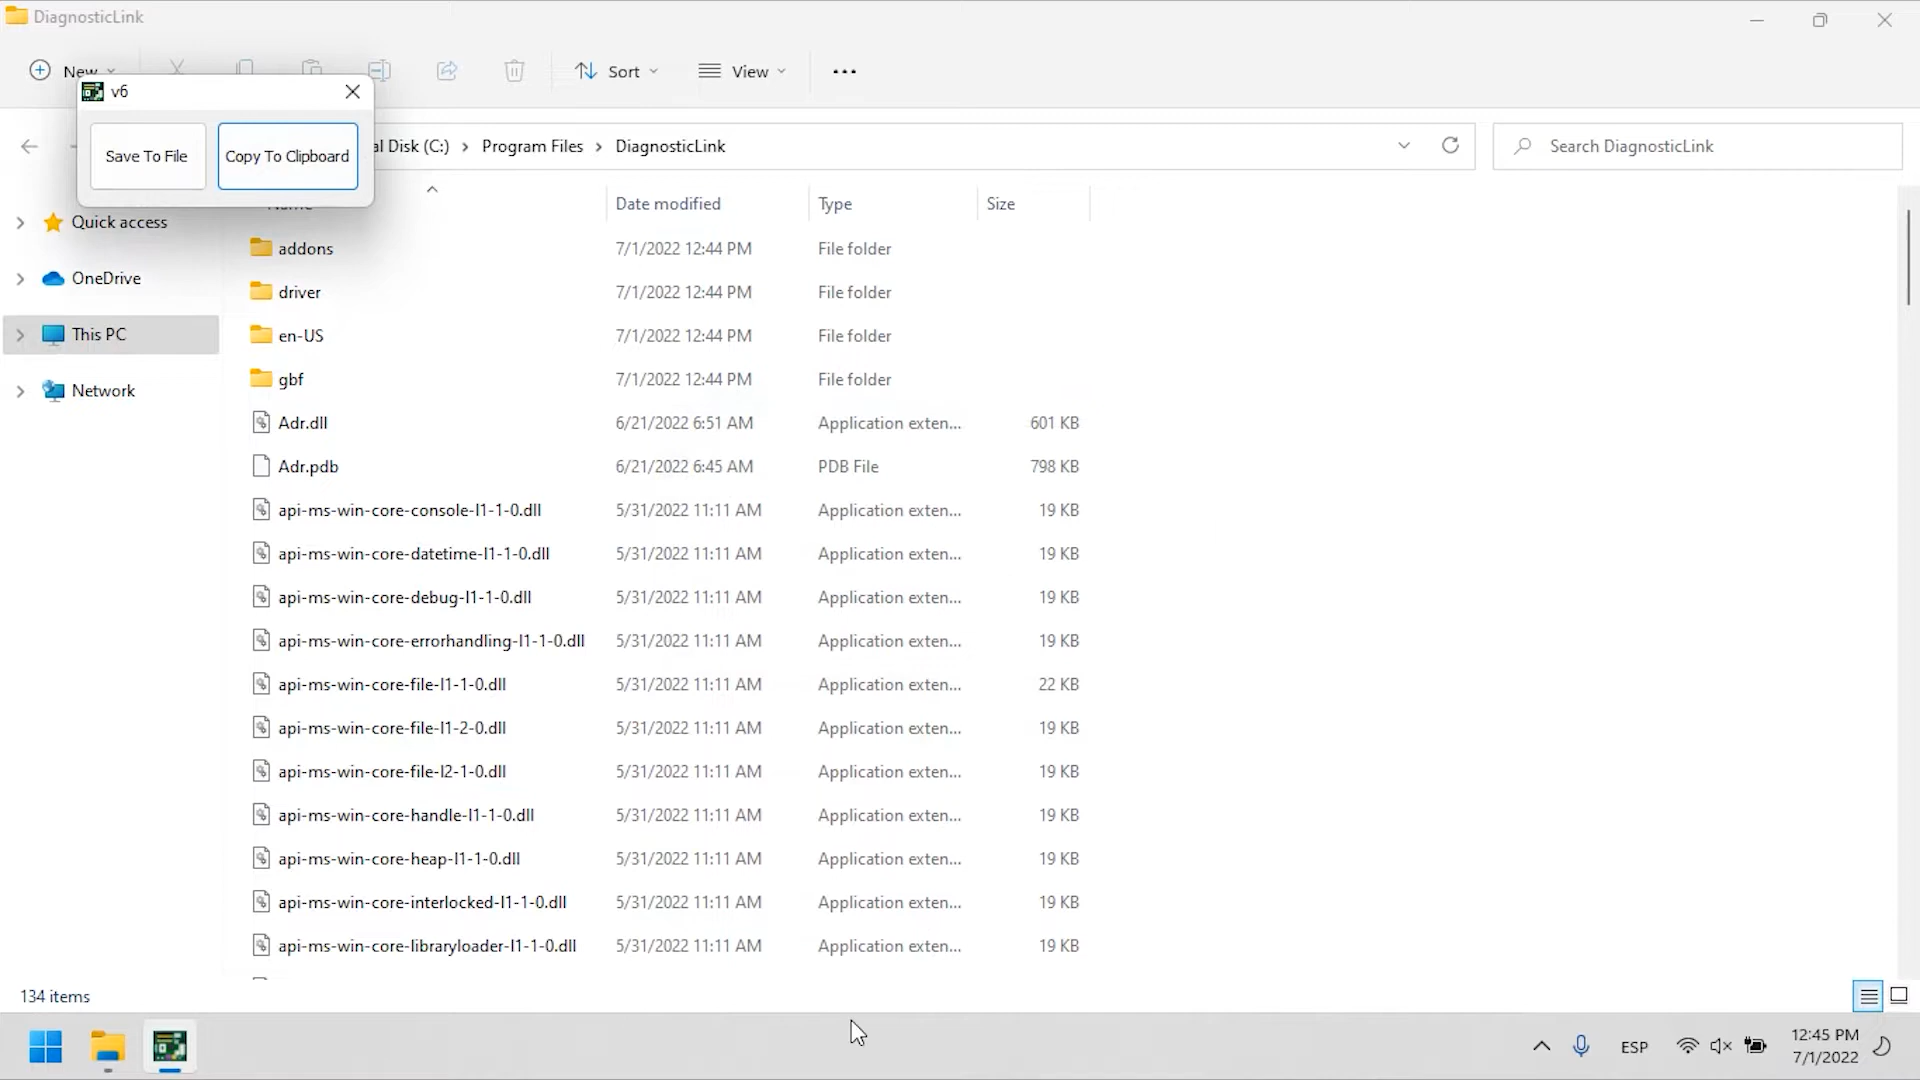 DiagnosticLink
New
Sort
View
v6
Save To File
Copy To Clipboard
al Disk (C:) > Program Files > DiagnosticLink
Search DiagnosticLink
Date modified
Type
Size
Quick access
OneDrive
This PC
Network
addons 7/1/2022 12:44 PM File folder
driver 7/1/2022 12:44 PM File folder
en-US 7/1/2022 12:44 PM File folder
gbf 7/1/2022 12:44 PM File folder
Adr.dll 6/21/2022 6:51 AM Application exten... 601 KB
Adr.pdb 6/21/2022 6:45 AM PDB File 798 KB
api-ms-win-core-console-l1-1-0.dll 5/31/2022 11:11 AM Application exten... 19 KB
api-ms-win-core-datetime-l1-1-0.dll 5/31/2022 11:11 AM Application exten... 19 KB
api-ms-win-core-debug-l1-1-0.dll 5/31/2022 11:11 AM Application exten... 19 KB
api-ms-win-core-errorhandling-l1-1-0.dll 5/31/2022 11:11 AM Application exten... 19 KB
api-ms-win-core-file-l1-1-0.dll 5/31/2022 11:11 AM Application exten... 22 KB
api-ms-win-core-file-l1-2-0.dll 5/31/2022 11:11 AM Application exten... 19 KB
api-ms-win-core-file-l2-1-0.dll 5/31/2022 11:11 AM Application exten... 19 KB
api-ms-win-core-handle-l1-1-0.dll 5/31/2022 11:11 AM Application exten... 19 KB
api-ms-win-core-heap-l1-1-0.dll 5/31/2022 11:11 AM Application exten... 19 KB
api-ms-win-core-interlocked-l1-1-0.dll 5/31/2022 11:11 AM Application exten... 19 KB
api-ms-win-core-libraryloader-l1-1-0.dll 5/31/2022 11:11 AM Application exten... 19 KB
134 items
ESP
12:45 PM
7/1/2022